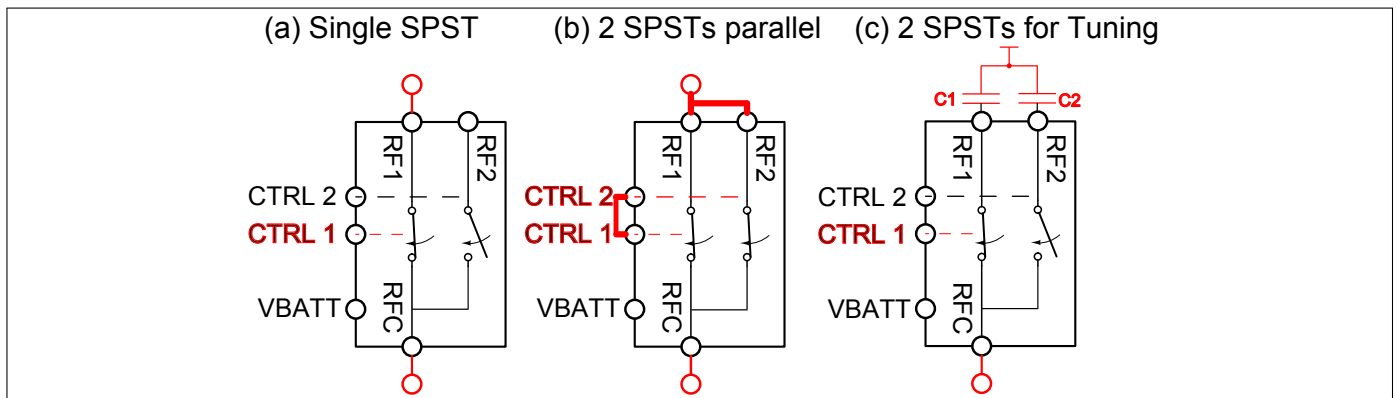 (a) Single SPST
(b) 2 SPSTs parallel
(c) 2 SPSTs for Tuning
RF1
RF2
CTRL 2
CTRL 1
VBATT
RFC
RF1
RF2
CTRL 2
CTRL 1
VBATT
RFC
C1
C2
RF1
RF2
CTRL 2
CTRL 1
VBATT
RFC